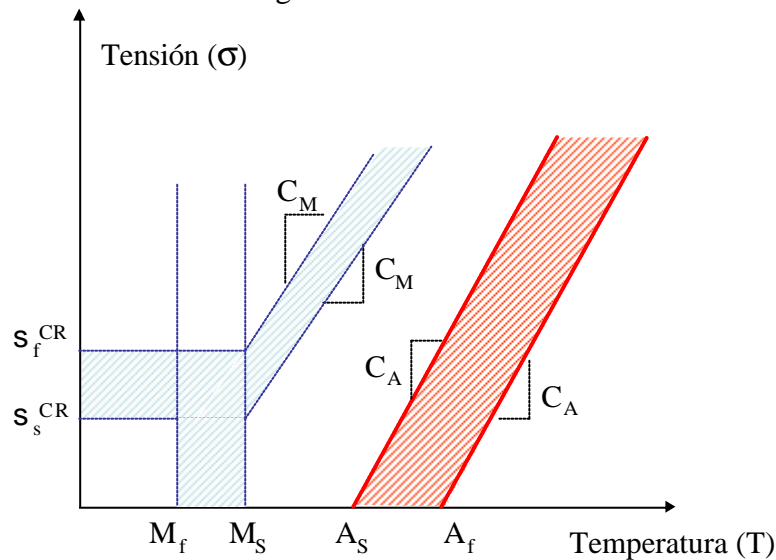 Tensión (σ)
C_M
C_M
s_f^CR
s_s^CR
C_A
C_A
M_f
M_S
A_S
A_f
Temperatura (T)